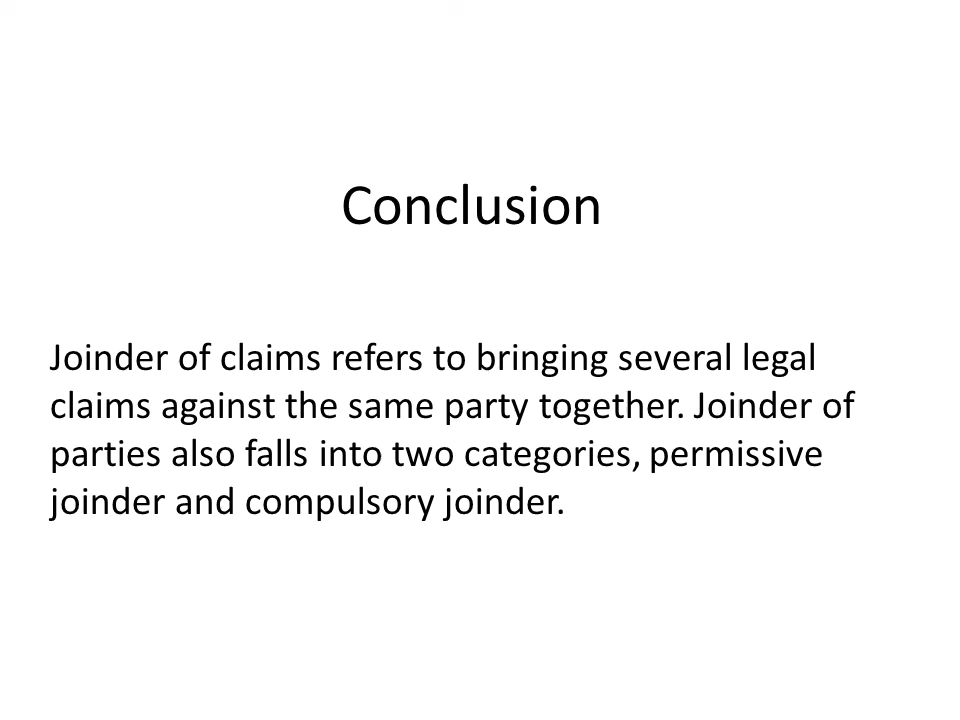 Conclusion
Joinder of claims refers to bringing several legal
claims against the same party together. Joinder of
parties also falls into two categories, permissive
joinder and compulsory joinder.